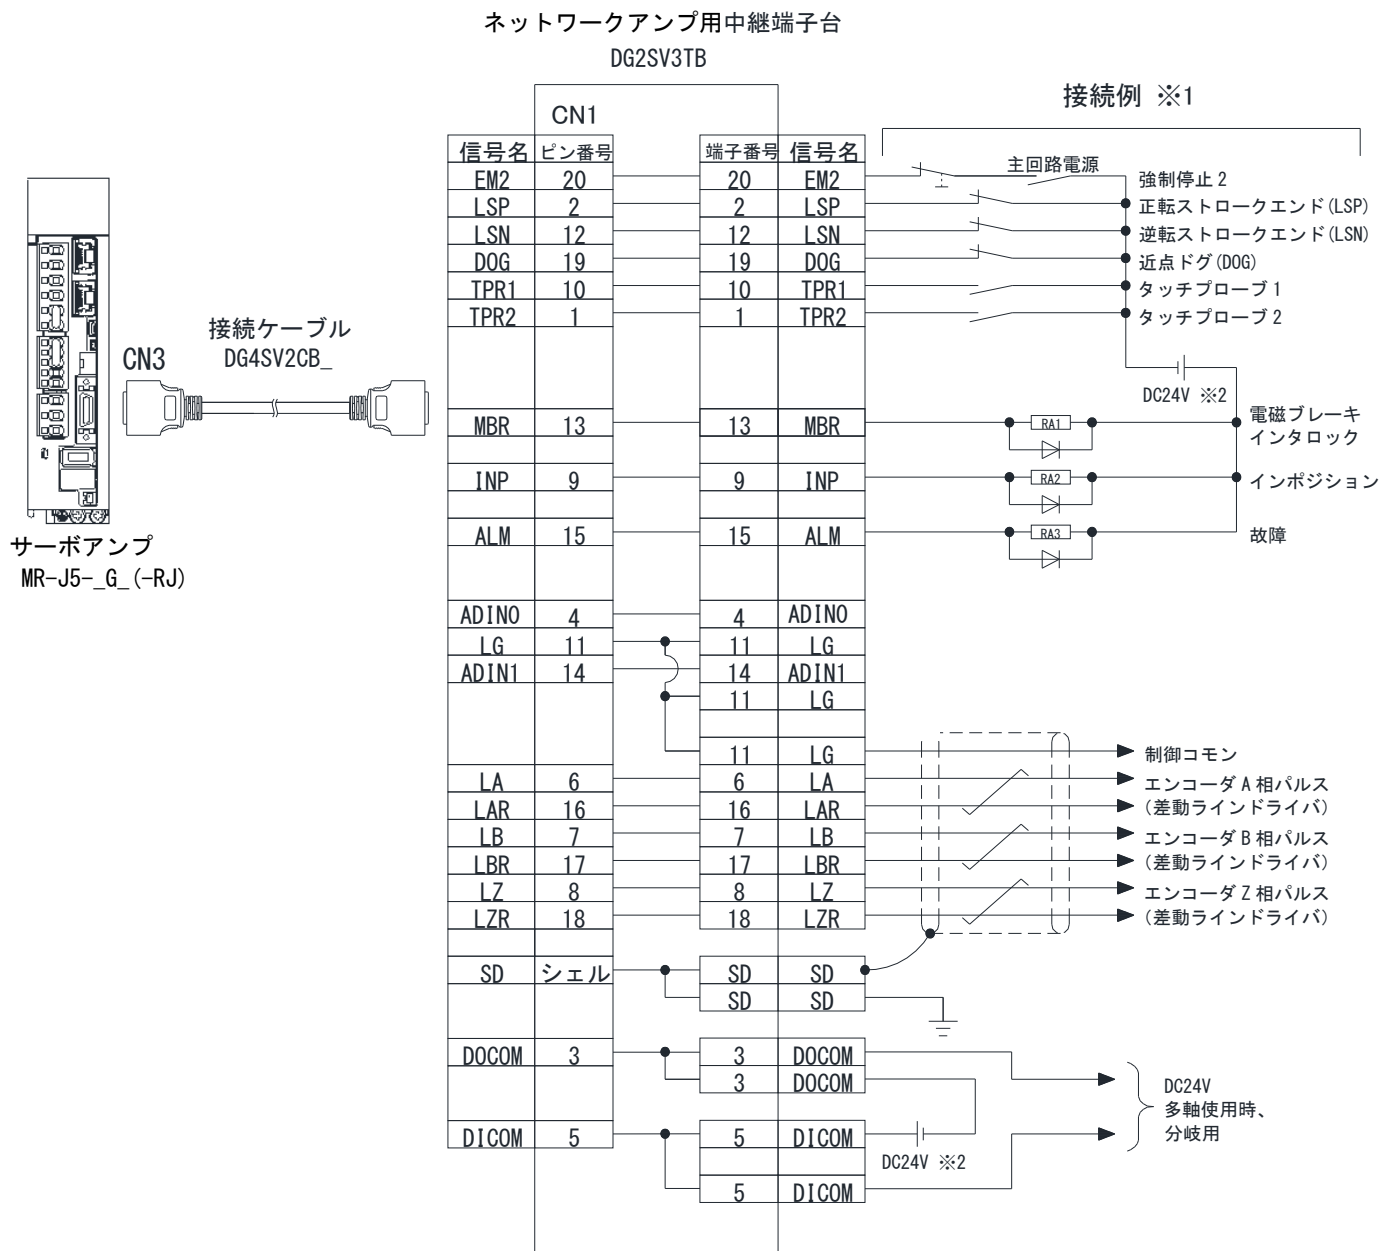 ネットワークアンプ用中継端子台
DG2SV3TB
接続例 ※1
CN1
信号名 ピン番号 端子番号 信号名
EM2 20 20 EM2 主回路電源 強制停止2
LSP 2 2 LSP 正転ストロークエンド(LSP)
LSN 12 12 LSN 逆転ストロークエンド(LSN)
DOG 19 19 DOG 近点ドグ(DOG)
TPR1 10 10 TPR1 タッチプローブ1
TPR2 1 1 TPR2 タッチプローブ2
接続ケーブル
DG4SV2CB_
CN3
DC24V ※2
MBR 13 13 MBR RA1 電磁ブレーキ
インタロック
INP 9 9 INP RA2 インポジション
ALM 15 15 ALM RA3 故障
サーボアンプ
MR-J5-_G_(-RJ)
ADIN0 4 4 ADIN0
LG 11 11 LG
ADIN1 14 14 ADIN1
11 LG
11 LG 制御コモン
LA 6 6 LA エンコーダA相パルス
LAR 16 16 LAR (差動ラインドライバ)
LB 7 7 LB エンコーダB相パルス
LBR 17 17 LBR (差動ラインドライバ)
LZ 8 8 LZ エンコーダZ相パルス
LZR 18 18 LZR (差動ラインドライバ)
SD シェル SD SD
SD SD
DOCOM 3 3 DOCOM
3 DOCOM
DC24V
多軸使用時、
分岐用
DICOM 5 5 DICOM
DC24V ※2
5 DICOM